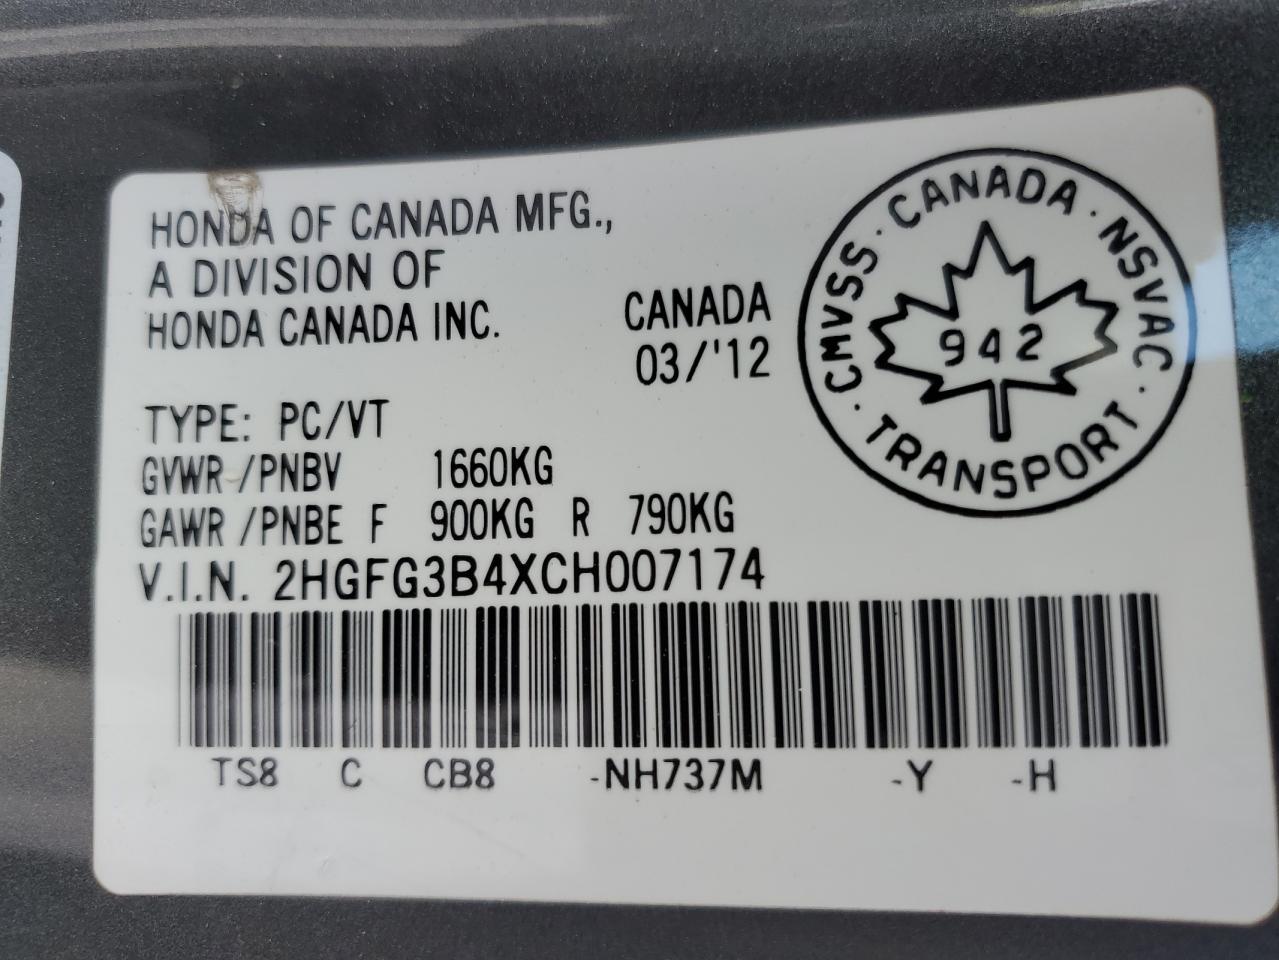 HONDA OF CANADA MFG.,
A DIVISION OF
HONDA CANADA INC.
CANADA
03/'12
CMVSS · CANADA · NSVAC · TRANSPORT ·
942
TYPE: PC/VT
GVWR /PNBV 1660KG
GAWR /PNBE F 900KG R 790KG
V.I.N. 2HGFG3B4XCH007174
TS8 C CB8 -NH737M -Y -H